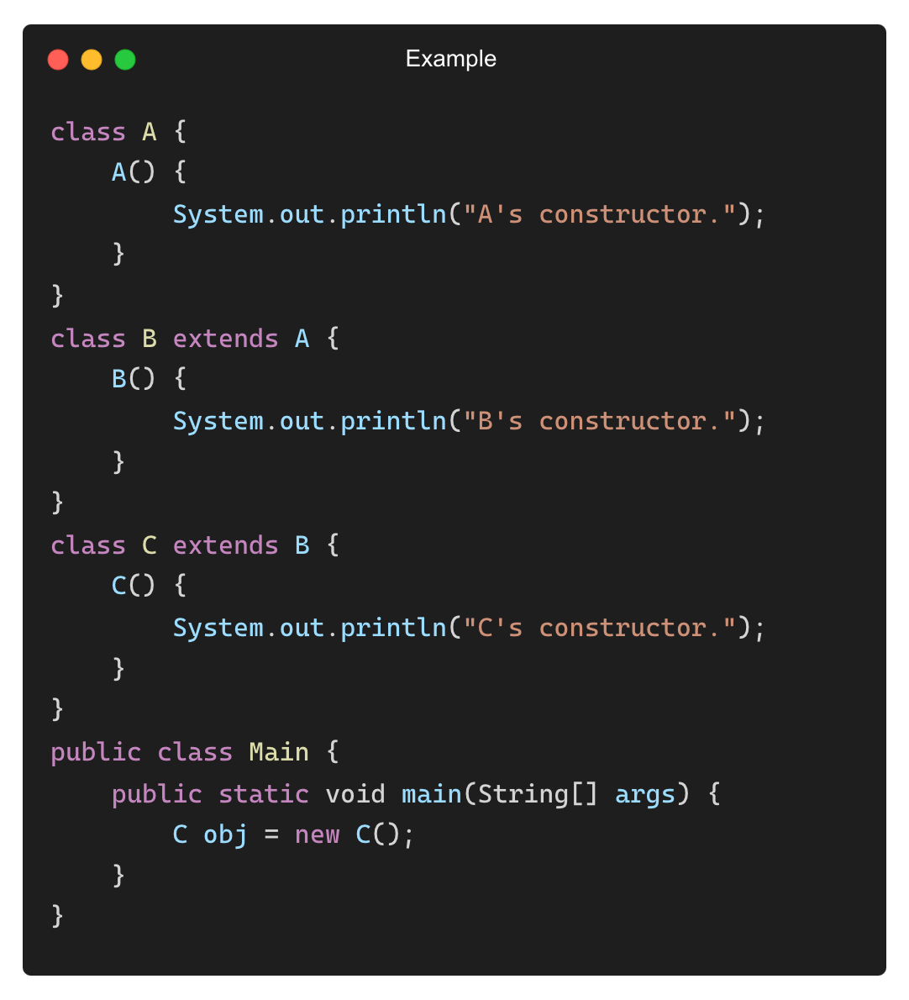 Example
class A {
    A() {
        System.out.println("A's constructor.");
    }
}
class B extends A {
    B() {
        System.out.println("B's constructor.");
    }
}
class C extends B {
    C() {
        System.out.println("C's constructor.");
    }
}
public class Main {
    public static void main(String[] args) {
        C obj = new C();
    }
}